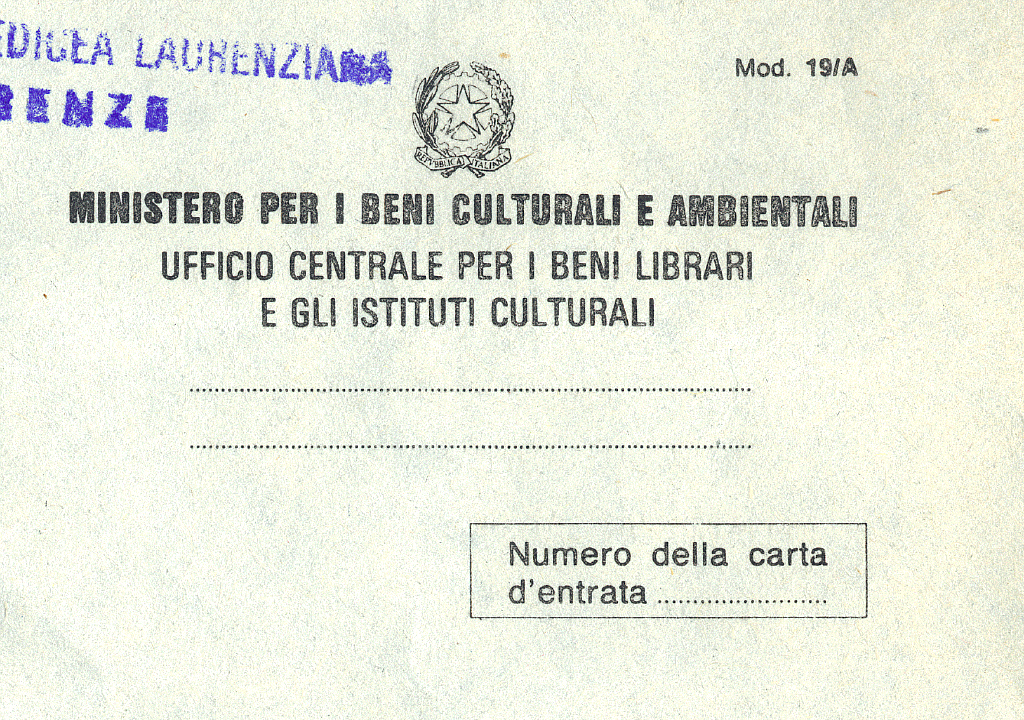 EDICEA LAURENZIANA
RENZE
Mod. 19/A
REPVBBLICA ITALIANA
MINISTERO PER I BENI CULTURALI E AMBIENTALI
UFFICIO CENTRALE PER I BENI LIBRARI
E GLI ISTITUTI CULTURALI
Numero della carta
d'entrata ........................